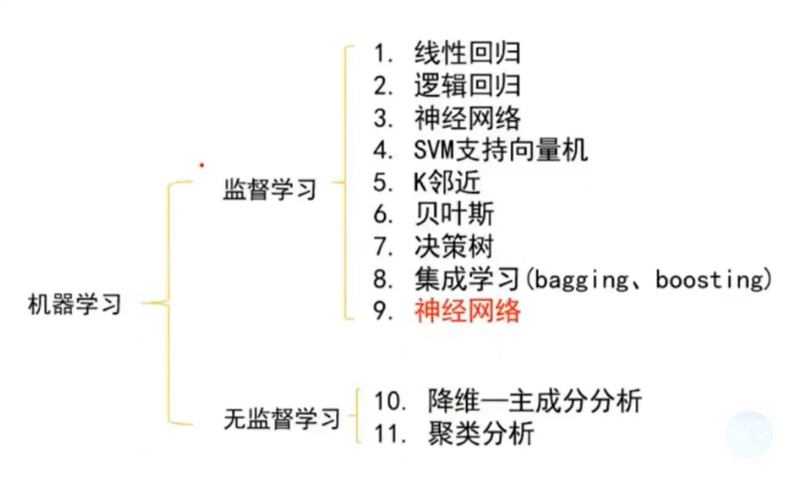 1. 线性回归
2. 逻辑回归
3. 神经网络
4. SVM支持向量机
监督学习
5. K邻近
6. 贝叶斯
7. 决策树
8. 集成学习(bagging、boosting)
机器学习
9. 神经网络
10. 降维—主成分分析
无监督学习
11. 聚类分析